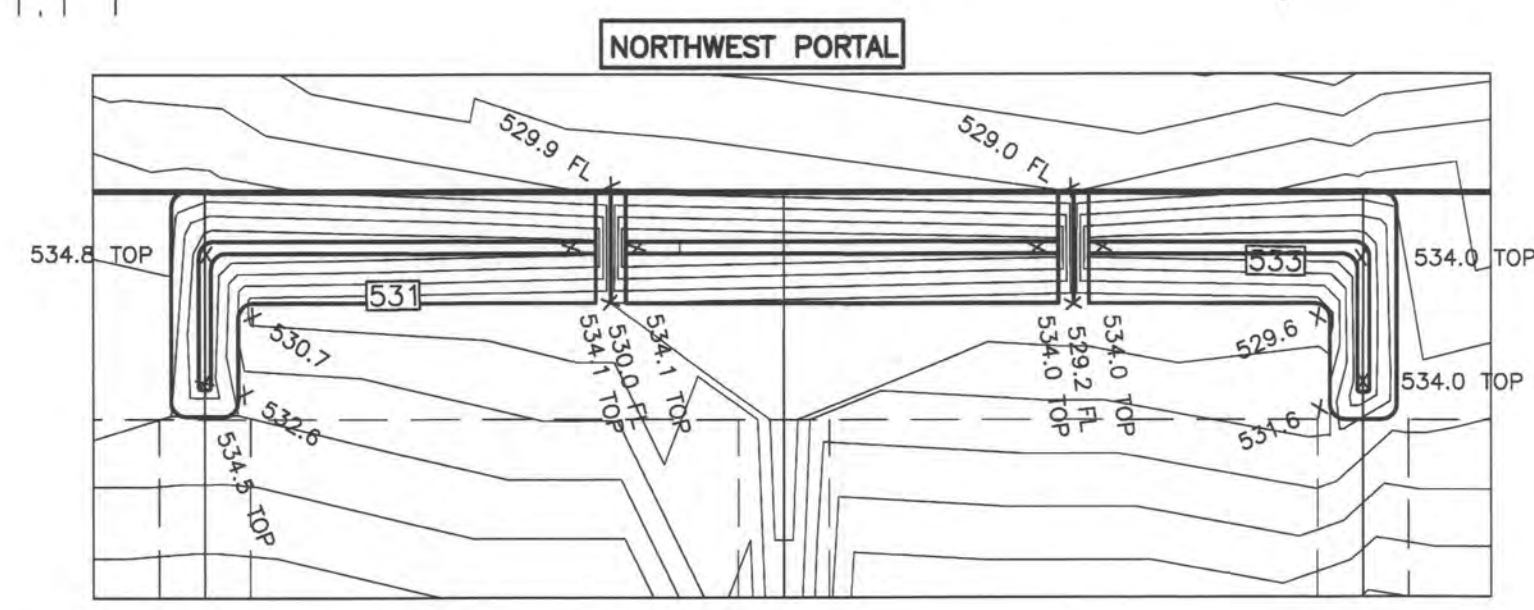 NORTHWEST PORTAL
529.9 FL
529.0 FL
534.8 TOP
533
534.0 TOP
531
530.7
534.1 TOP
530.0 FL
534.1 TOP
534.0 TOP
529.2 FL
534.0 TOP
529.6
534.0 TOP
532.6
531.6
534.5 TOP